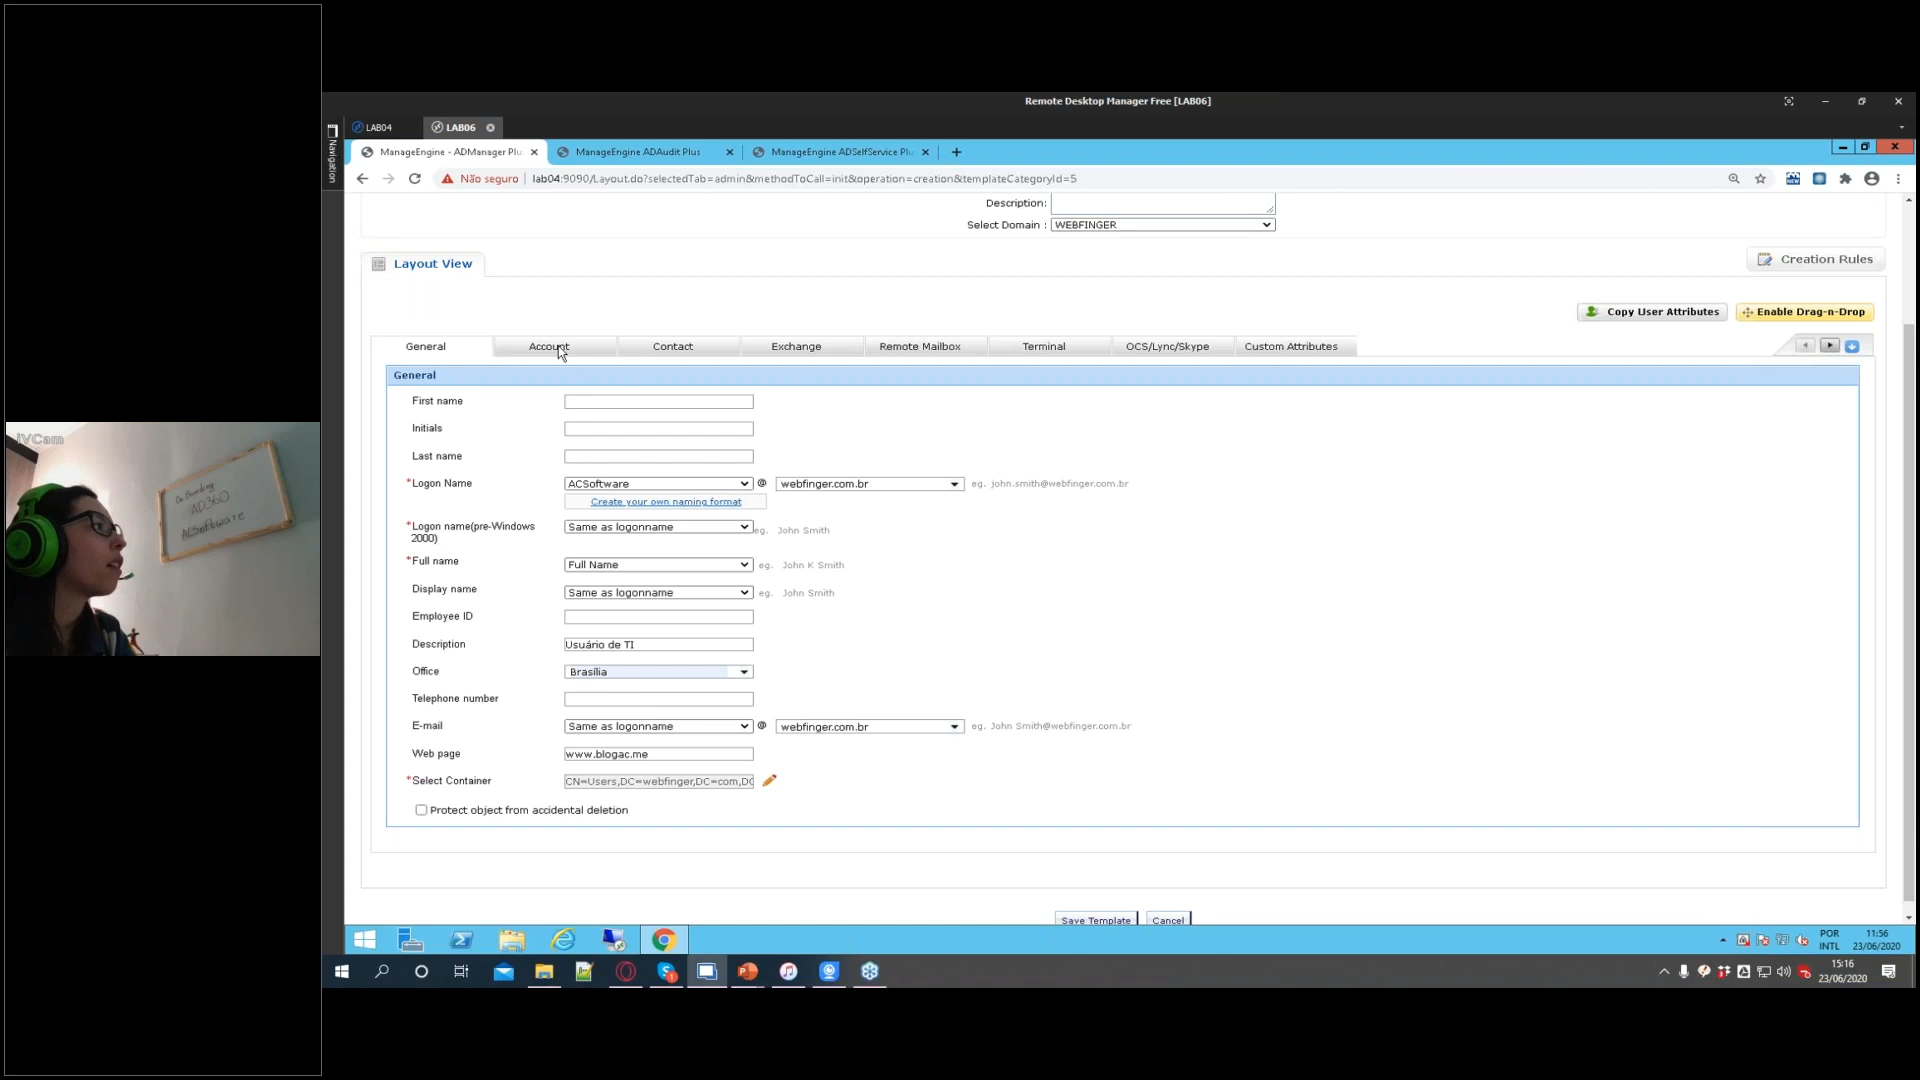 Remote Desktop Manager Free [LAB06]
LAB04
LAB06
Navigation
ManageEngine - ADManager Plu
ManageEngine ADAudit Plus
ManageEngine ADSelfService Plu
Não seguro
lab04:9090/Layout.do?selectedTab=admin&methodToCall=init&operation=creation&templateCategoryId=5
Description:
Select Domain :
WEBFINGER
Layout View
Creation Rules
Copy User Attributes
Enable Drag-n-Drop
General
Account
Contact
Exchange
Remote Mailbox
Terminal
OCS/Lync/Skype
Custom Attributes
General
First name
Initials
Last name
*Logon Name
ACSoftware
@
webfinger.com.br
eg. john.smith@webfinger.com.br
Create your own naming format
*Logon name(pre-Windows
2000)
Same as logonname
eg. John Smith
*Full name
Full Name
eg. John K Smith
Display name
Same as logonname
eg. John Smith
Employee ID
Description
Usuário de TI
Office
Brasília
Telephone number
E-mail
Same as logonname
@
webfinger.com.br
eg. John Smith@webfinger.com.br
Web page
www.blogac.me
*Select Container
CN=Users,DC=webfinger,DC=com,DC
Protect object from accidental deletion
Save Template
Cancel
POR
INTL
11:56
23/06/2020
15:16
23/06/2020
iVCam
On Boarding
AD360
ACSoftware